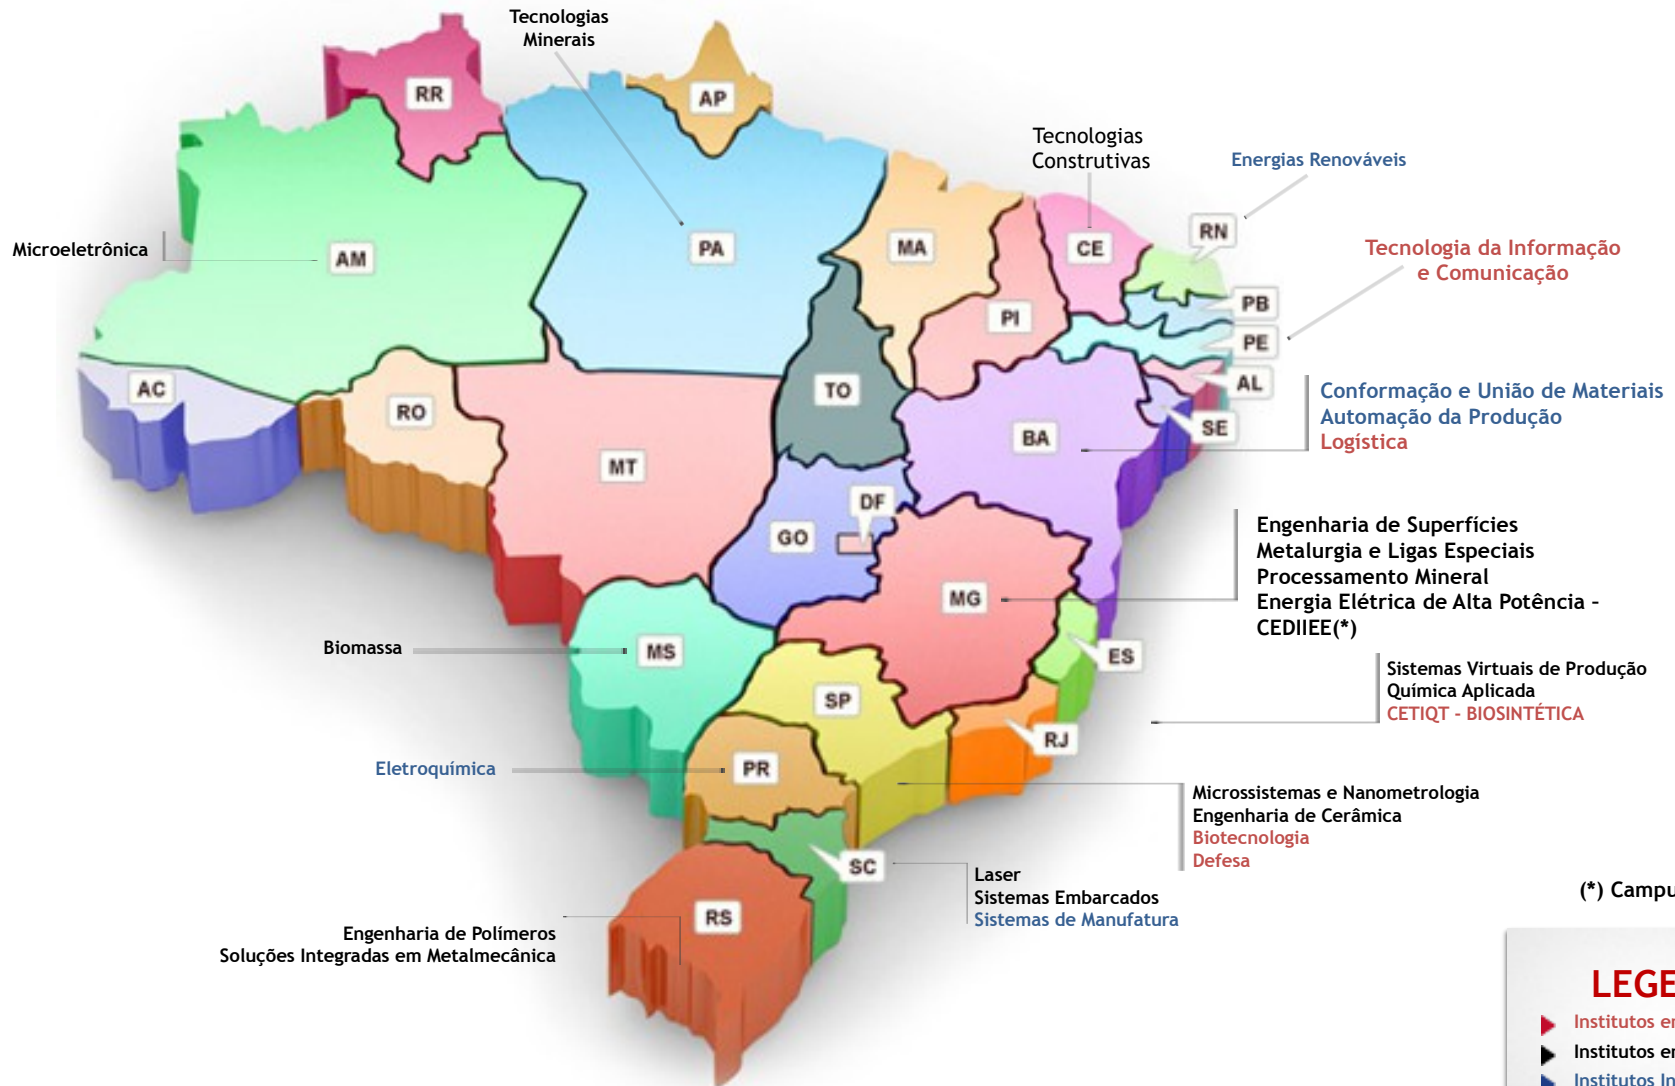 Tecnologias
Minerais
RR
AP
Tecnologias
Construtivas
Energias Renováveis
RN
Microeletrônica
AM
PA
MA
CE
Tecnologia da Informação
e Comunicação
PI
PB
PE
AC
RO
TO
AL
Conformação e União de Materiais
Automação da Produção
Logística
SE
BA
MT
DF
GO
Engenharia de Superfícies
Metalurgia e Ligas Especiais
Processamento Mineral
Energia Elétrica de Alta Potência –
CEDIIEE(*)
MG
Biomassa
MS
ES
Sistemas Virtuais de Produção
Química Aplicada
CETIQT - BIOSINTÉTICA
SP
RJ
Eletroquímica
PR
Microssistemas e Nanometrologia
Engenharia de Cerâmica
Biotecnologia
Defesa
SC
Laser
Sistemas Embarcados
Sistemas de Manufatura
RS
Engenharia de Polímeros
Soluções Integradas em Metalmecânica
(*)
Institutos
Institutos
Institutos